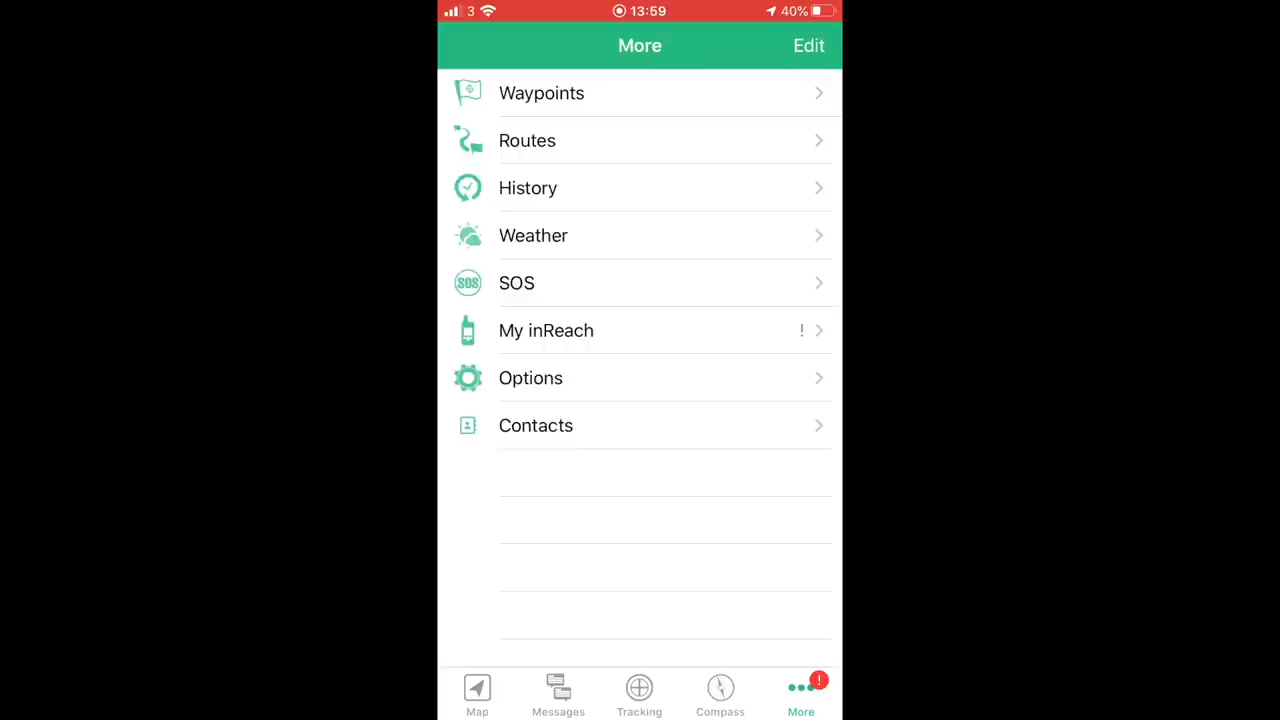 3 13:59 40%
More Edit
Waypoints
Routes
History
Weather
SOS SOS
My inReach !
Options
Contacts
!
Map Messages Tracking Compass More